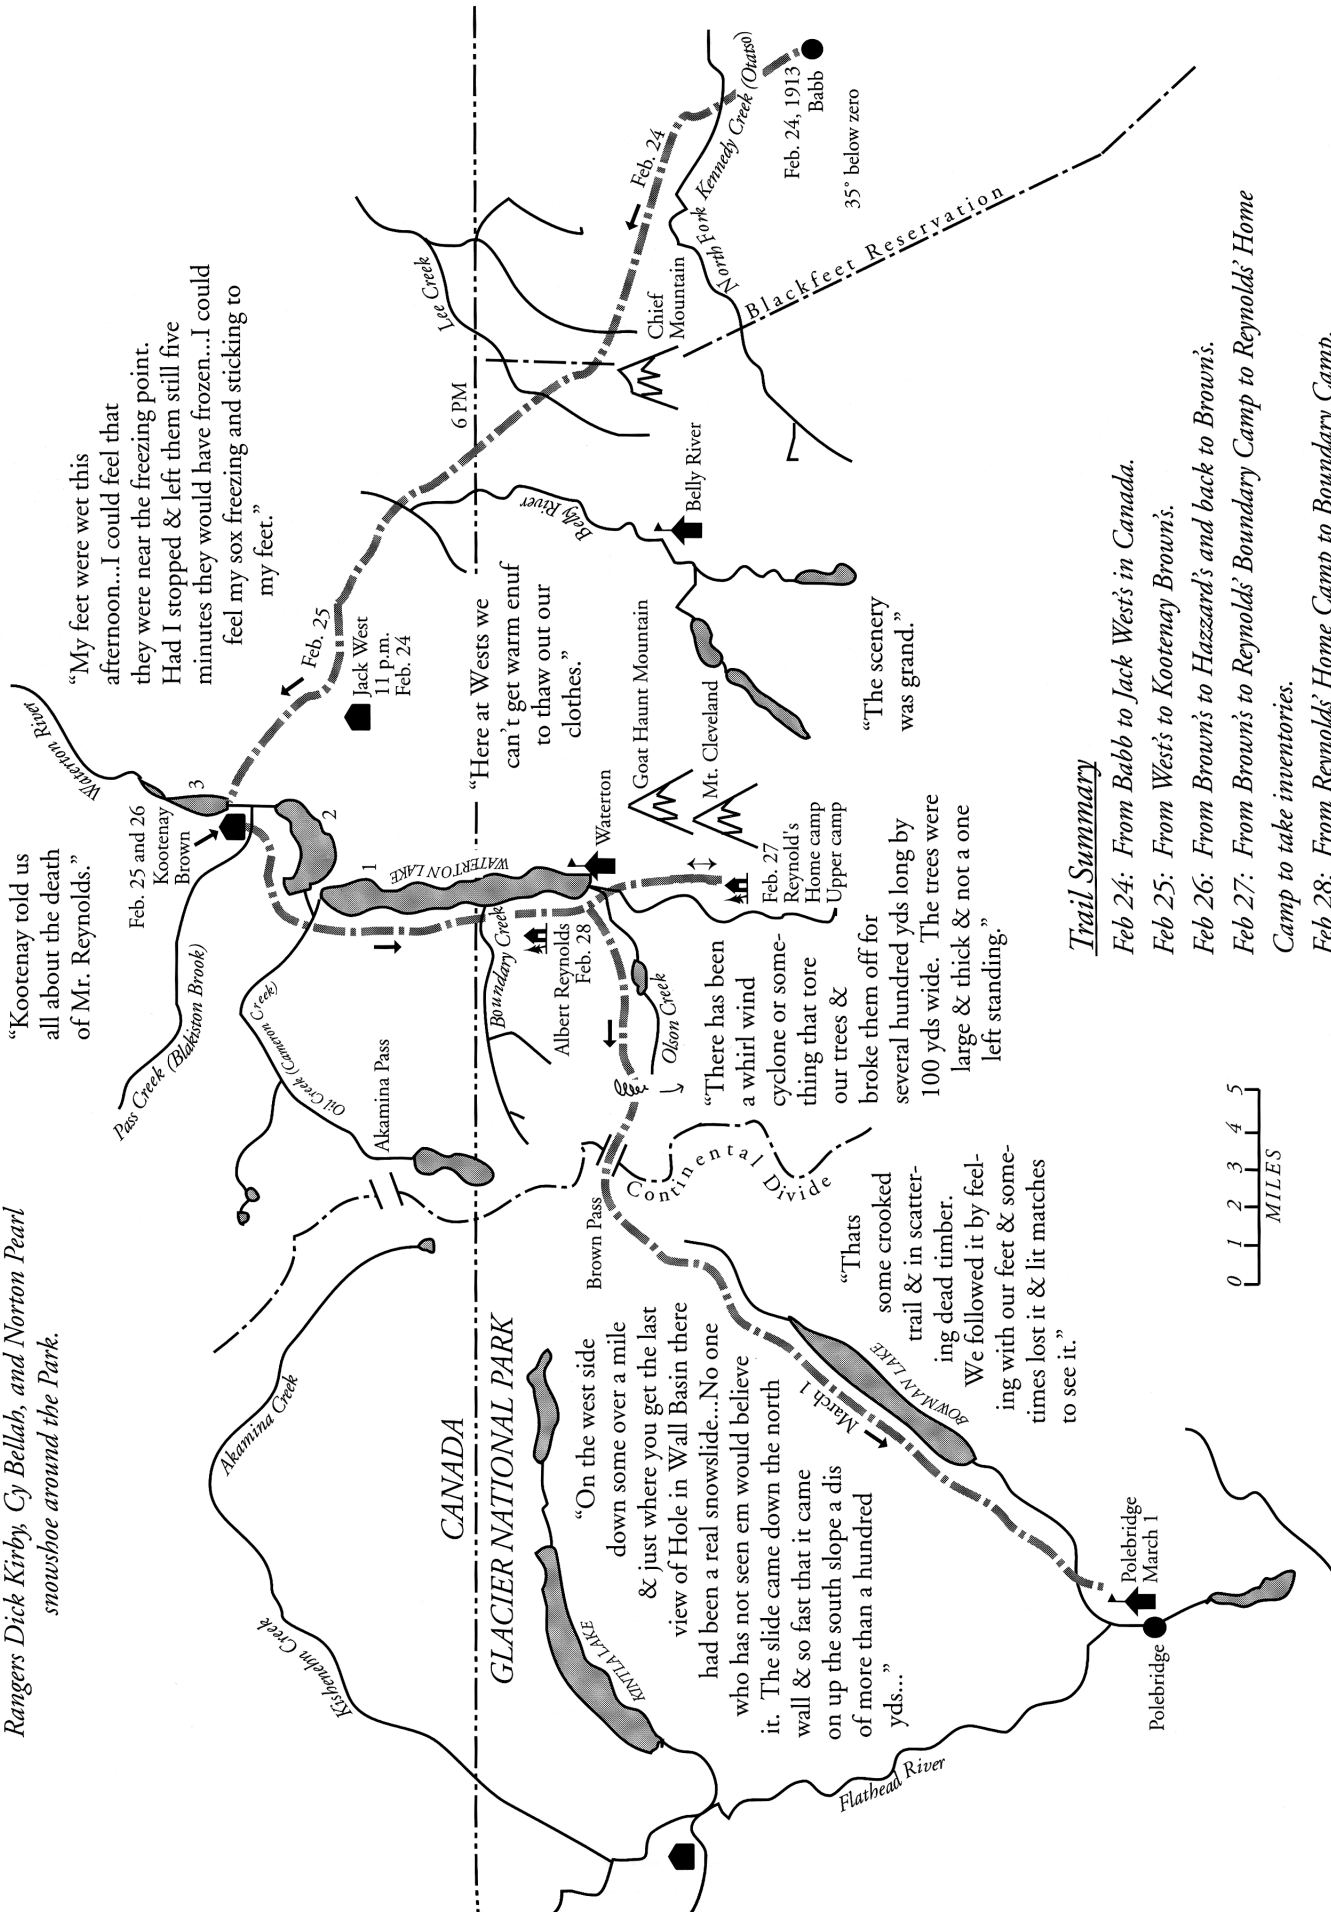 Rangers Dick Kirby, Cy Bellah, and Norton Pearl
snowshoe around the Park.
"Kootenay told us
all about the death
of Mr. Reynolds."
"My feet were wet this
afternoon...I could feel that
they were near the freezing point.
Had I stopped & left them still five
minutes they would have frozen...I could
feel my sox freezing and sticking to
my feet."
Waterton River
Pass Creek (Blakiston Brook)
Feb. 25 and 26
Kootenay
Brown
3
2
1
WATERTON LAKE
Feb. 25
Jack West
11 p.m.
Feb. 24
Lee Creek
6 PM
Feb. 24
North Fork Kennedy Creek (Otatso)
Feb. 24, 1913
Babb
35° below zero
Chief
Mountain
Blackfeet Reservation
Belly River
Belly River
"Here at Wests we
can't get warm enuf
to thaw out our
clothes."
Goat Haunt Mountain
Mt. Cleveland
"The scenery
was grand."
Waterton
Feb. 27
Reynold's
Home camp
Upper camp
Akamina Creek
Kishenehn Creek
Oil Creek (Cameron Creek)
Akamina Pass
Boundary Creek
Albert Reynolds
Feb. 28
Olson Creek
CANADA
GLACIER NATIONAL PARK
Brown Pass
Continental
Divide
"There has been
a whirl wind
cyclone or some-
thing that tore
our trees &
broke them off for
several hundred yds long by
100 yds wide. The trees were
large & thick & not a one
left standing."
KINTLA LAKE
"On the west side
down some over a mile
& just where you get the last
view of Hole in Wall Basin there
had been a real snowslide...No one
who has not seen em would believe
it. The slide came down the north
wall & so fast that it came
on up the south slope a dis
of more than a hundred
yds..."
March 1
BOWMAN LAKE
"Thats
some crooked
trail & in scatter-
ing dead timber.
We followed it by feel-
ing with our feet & some-
times lost it & lit matches
to see it."
Flathead River
Polebridge
March 1
Polebridge
0 1 2 3 4 5
MILES
Trail Summary
Feb 24: From Babb to Jack West's in Canada.
Feb 25: From West's to Kootenay Brown's.
Feb 26: From Brown's to Hazzard's and back to Brown's.
Feb 27: From Brown's to Reynolds' Boundary Camp to Reynolds' Home
Camp to take inventories.
Feb 28: From Reynolds' Home Camp to Boundary Camp.